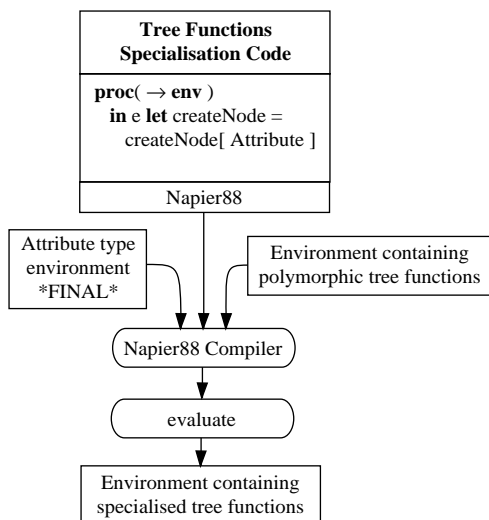 Tree Functions
Specialisation Code
proc( → env )
in e let createNode =
createNode[ Attribute ]
Napier88
Attribute type
environment
*FINAL*
Environment containing
polymorphic tree functions
Napier88 Compiler
evaluate
Environment containing
specialised tree functions